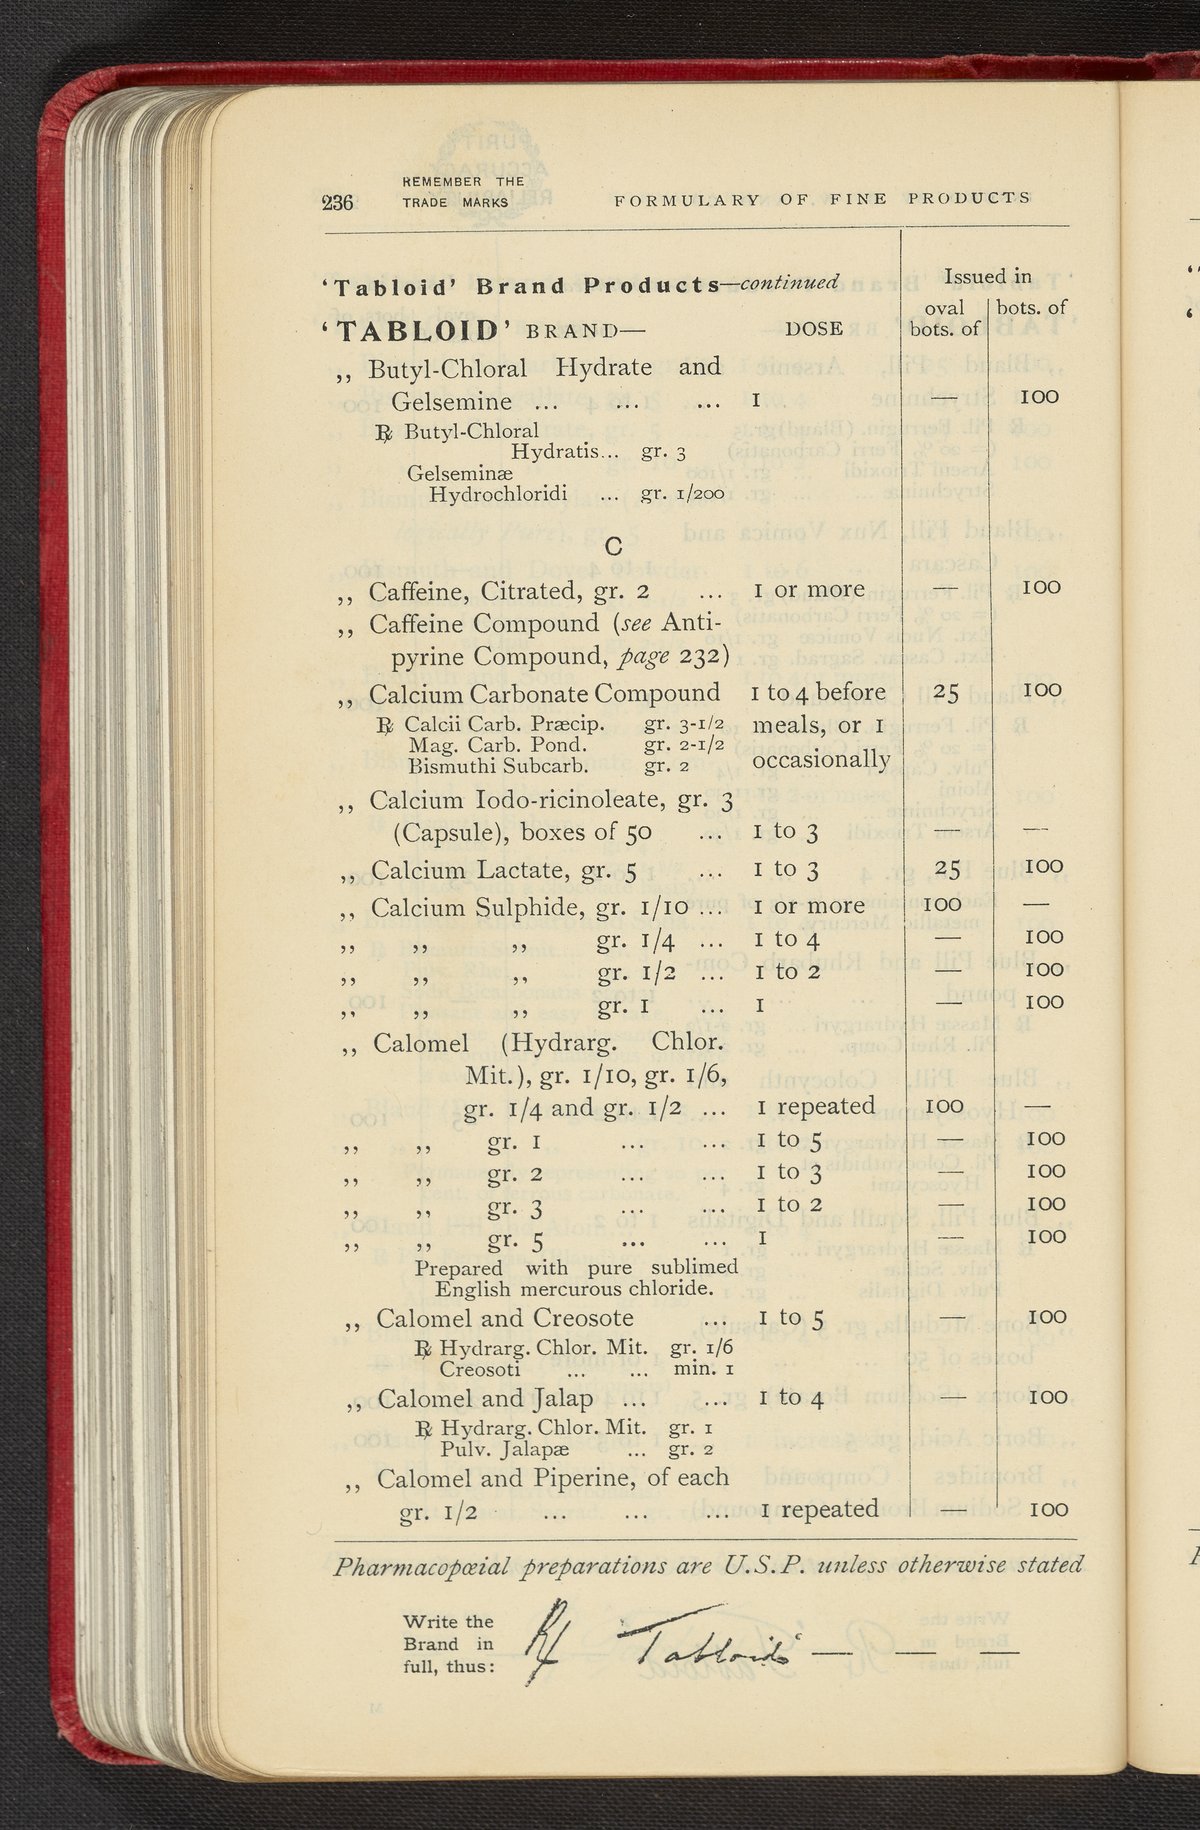 236 REMEMBER THE TRADE MARKS FORMULARY OF FINE PRODUCTS
'Tabloid' Brand Products—continued Issued in
'TABLOID' BRAND— DOSE oval bots. of bots. of
,, Butyl-Chloral Hydrate and
Gelsemine ... ... ... 1 — 100
℞ Butyl-Chloral
Hydratis... gr. 3
Gelseminæ
Hydrochloridi ... gr. 1/200
C
,, Caffeine, Citrated, gr. 2 ... 1 or more — 100
,, Caffeine Compound (see Anti-
pyrine Compound, page 232)
,, Calcium Carbonate Compound 1 to 4 before 25 100
℞ Calcii Carb. Præcip. gr. 3-1/2 meals, or 1
Mag. Carb. Pond. gr. 2-1/2
Bismuthi Subcarb. gr. 2 occasionally
,, Calcium Iodo-ricinoleate, gr. 3
(Capsule), boxes of 50 ... 1 to 3 — —
,, Calcium Lactate, gr. 5 ... 1 to 3 25 100
,, Calcium Sulphide, gr. 1/10 ... 1 or more 100 —
,, ,, ,, gr. 1/4 ... 1 to 4 — 100
,, ,, ,, gr. 1/2 ... 1 to 2 — 100
,, ,, ,, gr. 1 ... 1 — 100
,, Calomel (Hydrarg. Chlor.
Mit.), gr. 1/10, gr. 1/6,
gr. 1/4 and gr. 1/2 ... 1 repeated 100 —
,, ,, gr. 1 ... ... 1 to 5 — 100
,, ,, gr. 2 ... ... 1 to 3 — 100
,, ,, gr. 3 ... ... 1 to 2 — 100
,, ,, gr. 5 ... ... 1 — 100
Prepared with pure sublimed
English mercurous chloride.
,, Calomel and Creosote ... 1 to 5 — 100
℞ Hydrarg. Chlor. Mit. gr. 1/6
Creosoti ... ... min. 1
,, Calomel and Jalap ... ... 1 to 4 — 100
℞ Hydrarg. Chlor. Mit. gr. 1
Pulv. Jalapæ ... gr. 2
,, Calomel and Piperine, of each
gr. 1/2 ... ... ... 1 repeated — 100
Pharmacopœial preparations are U.S.P. unless otherwise stated
Write the
Brand in
full, thus: ℞ 'Tabloid' — — —